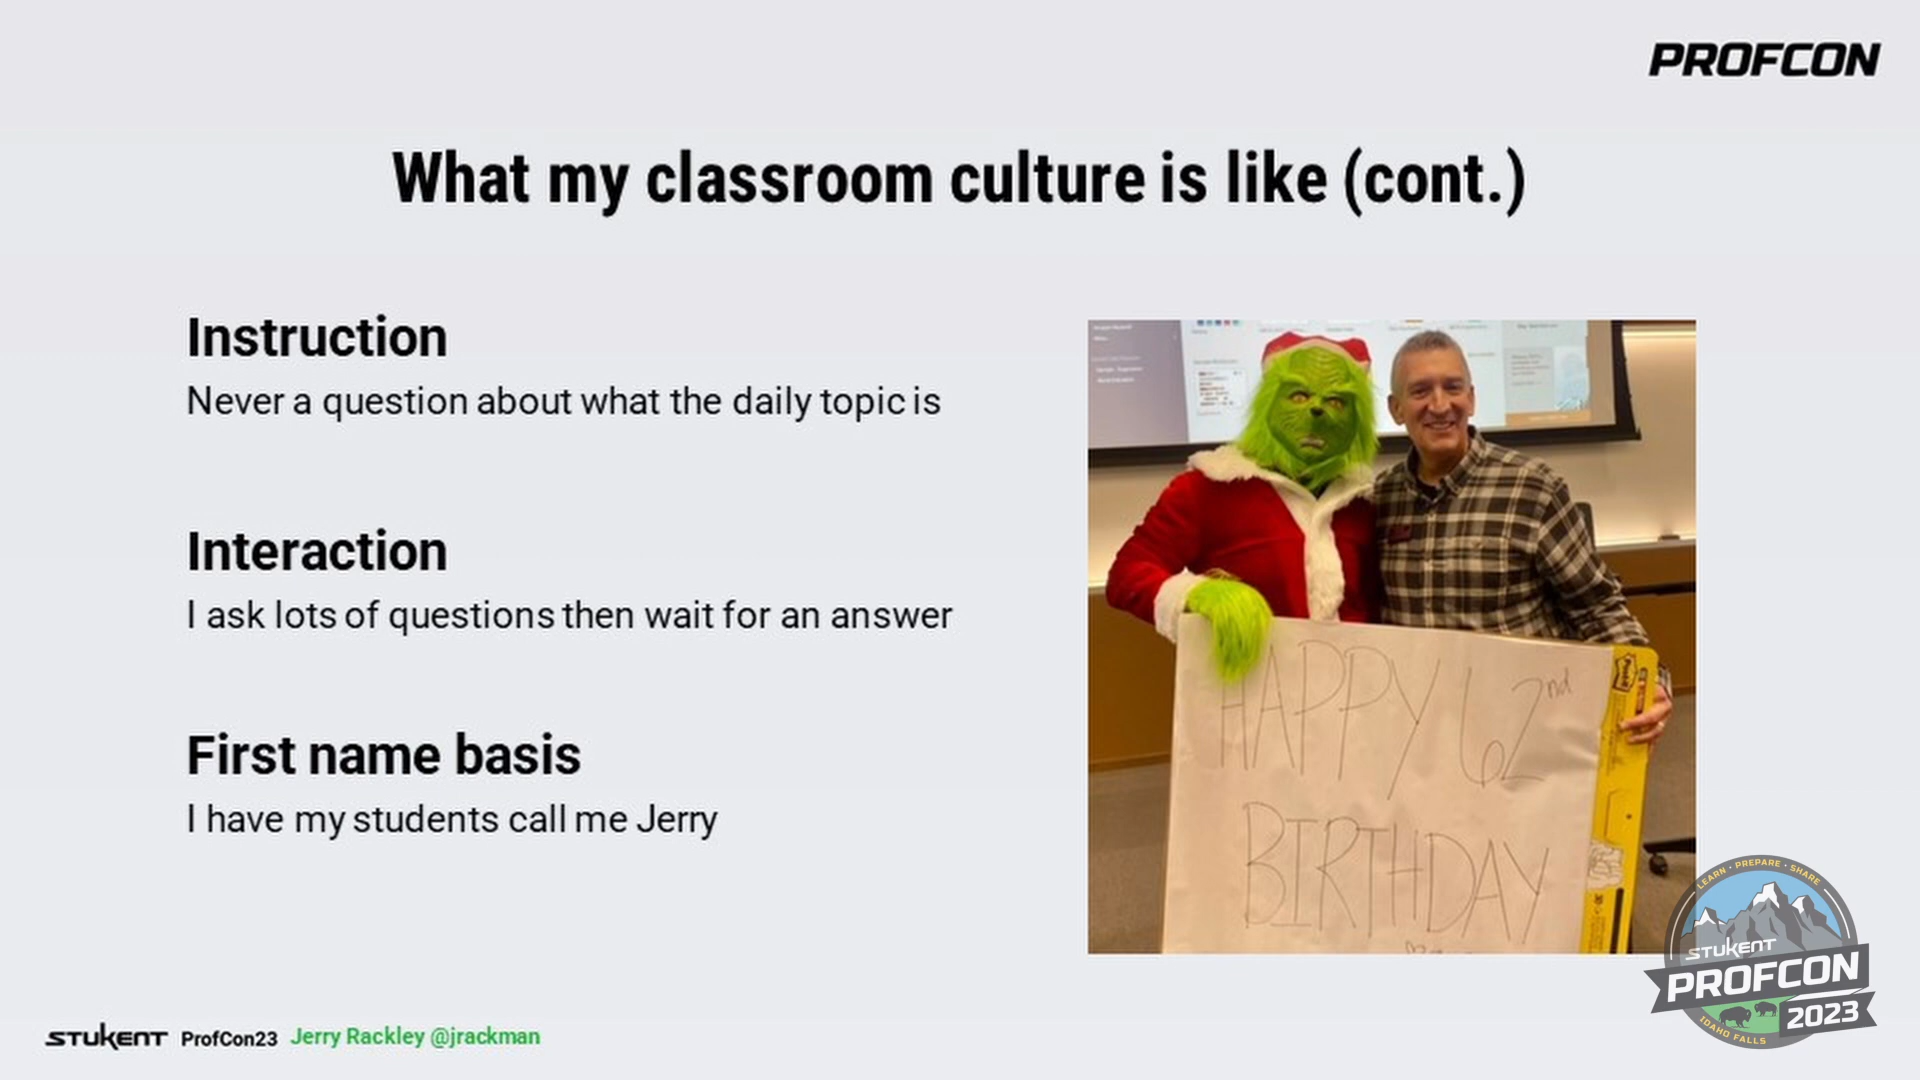 PROFCON
What my classroom culture is like (cont.)
Instruction
Never a question about what the daily topic is
Interaction
I ask lots of questions then wait for an answer
First name basis
I have my students call me Jerry
HAPPY 62nd
BIRTHDAY
Post-it
LEARN • PREPARE • SHARE
STUKENT
PROFCON
2023
IDAHO FALLS
STUKENT ProfCon23 Jerry Rackley @jrackman